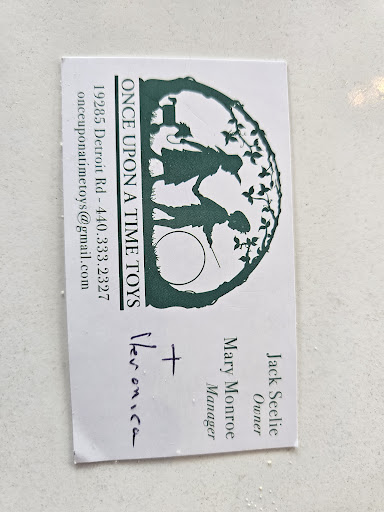 Jack Seelie
Owner
Mary Monroe
Manager
+
Veronica
ONCE UPON A TIME TOYS
19285 Detroit Rd - 440.333.2327
onceuponatimetoys@gmail.com